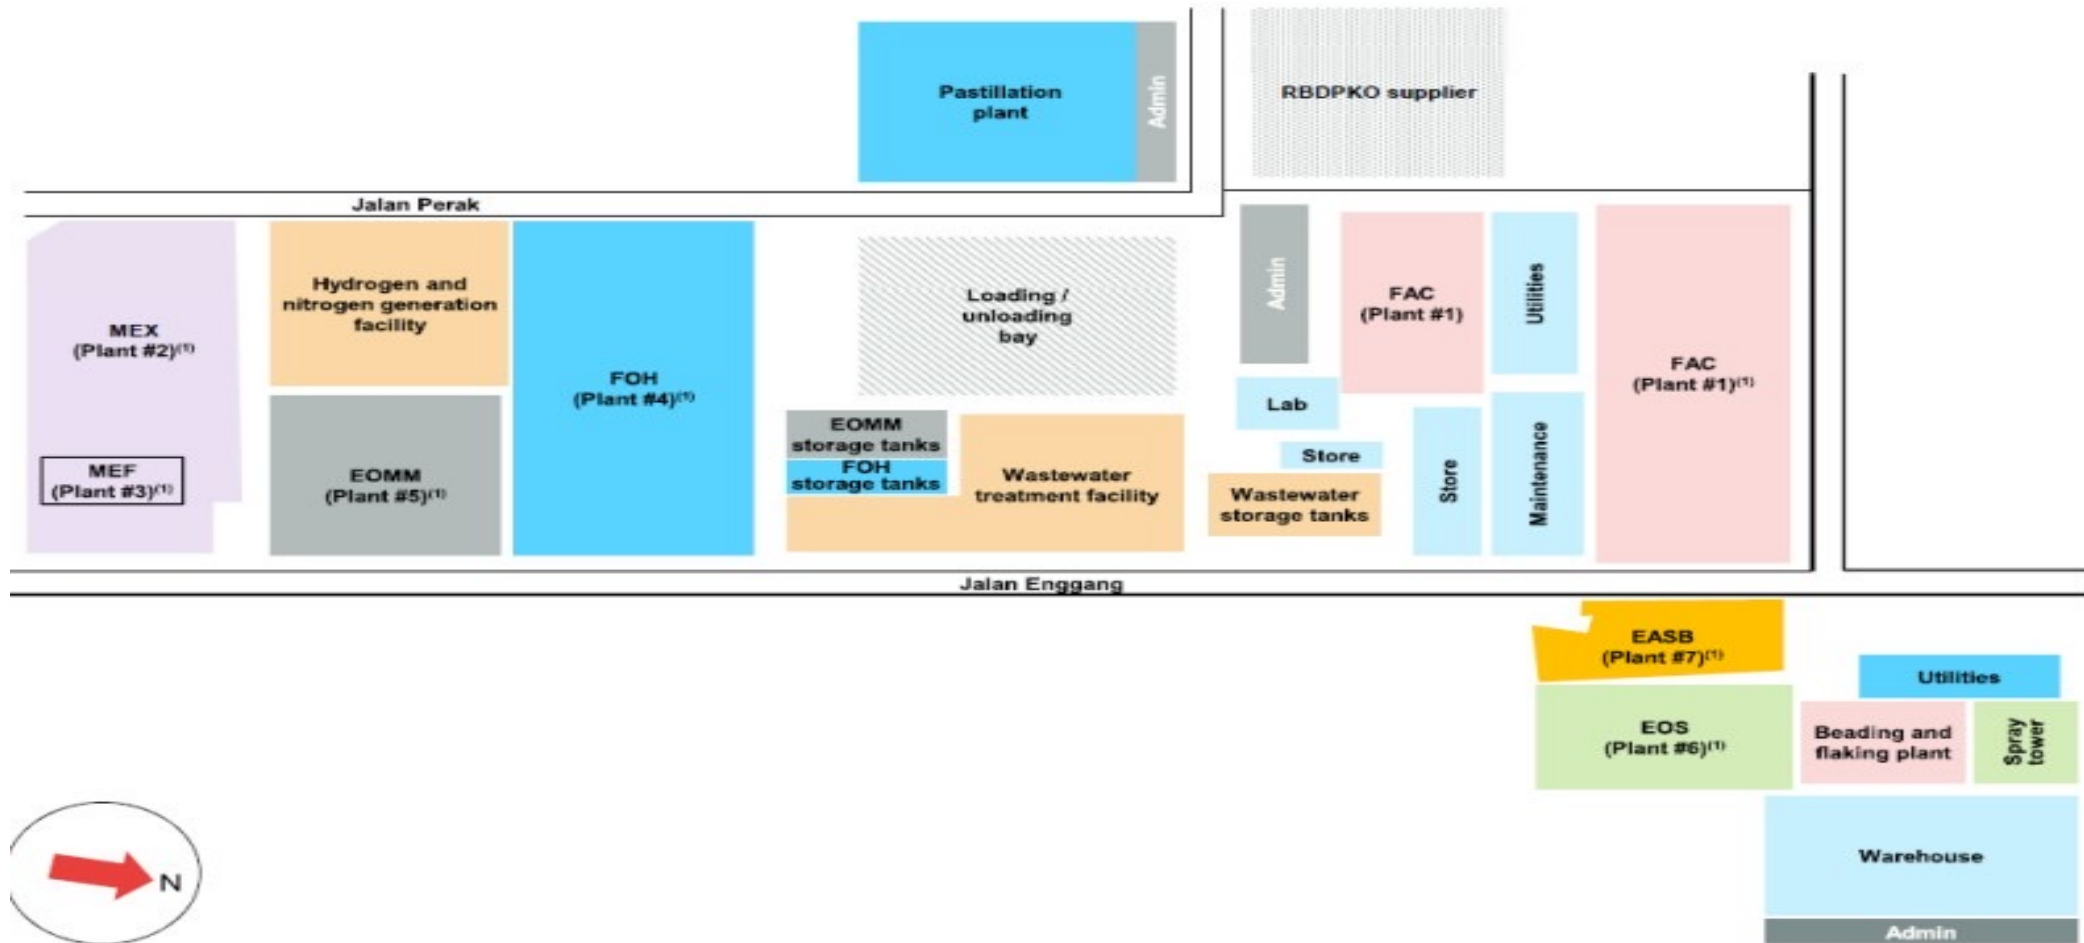 Pastillation
plant
Admin
RBDPKO supplier
Jalan Perak
MEX
(Plant #2)⁽¹⁾
MEF
(Plant #3)⁽¹⁾
Hydrogen and
nitrogen generation
facility
EOMM
(Plant #5)⁽¹⁾
FOH
(Plant #4)⁽¹⁾
Loading /
unloading
bay
EOMM
storage tanks
FOH
storage tanks
Wastewater
treatment facility
Admin
Lab
Store
Wastewater
storage tanks
FAC
(Plant #1)
Store
Utilities
Maintenance
FAC
(Plant #1)⁽¹⁾
Jalan Enggang
EASB
(Plant #7)⁽¹⁾
EOS
(Plant #6)⁽¹⁾
Utilities
Beading and
flaking plant
Spray
tower
Warehouse
Admin
N